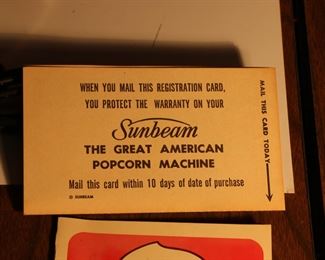 WHEN YOU MAIL THIS REGISTRATION CARD,
YOU PROTECT THE WARRANTY ON YOUR
Sunbeam
THE GREAT AMERICAN
POPCORN MACHINE
Mail this card within 10 days of date of purchase
© SUNBEAM
MAIL THIS CARD TODAY